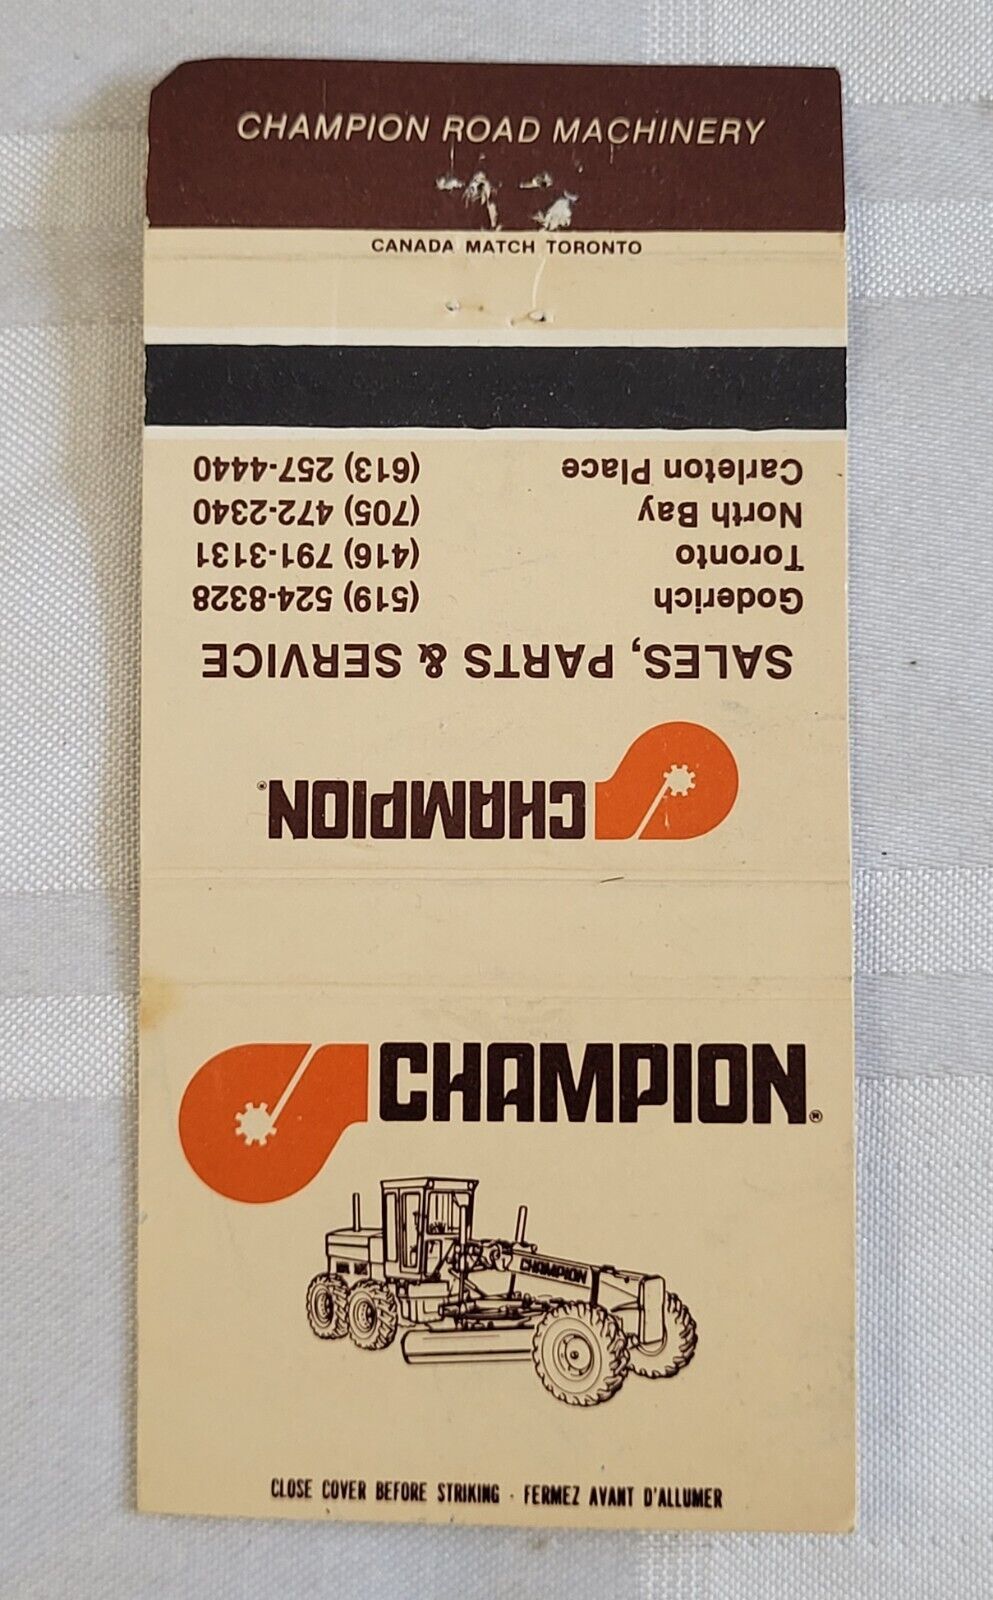 CHAMPION ROAD MACHINERY
CANADA MATCH TORONTO
CHAMPION®
SALES, PARTS & SERVICE
Goderich (519) 524-8328
Toronto (416) 791-3131
North Bay (705) 472-2340
Carleton Place (613) 257-4440
CHAMPION®
CHAMPION
CLOSE COVER BEFORE STRIKING · FERMEZ AVANT D'ALLUMER